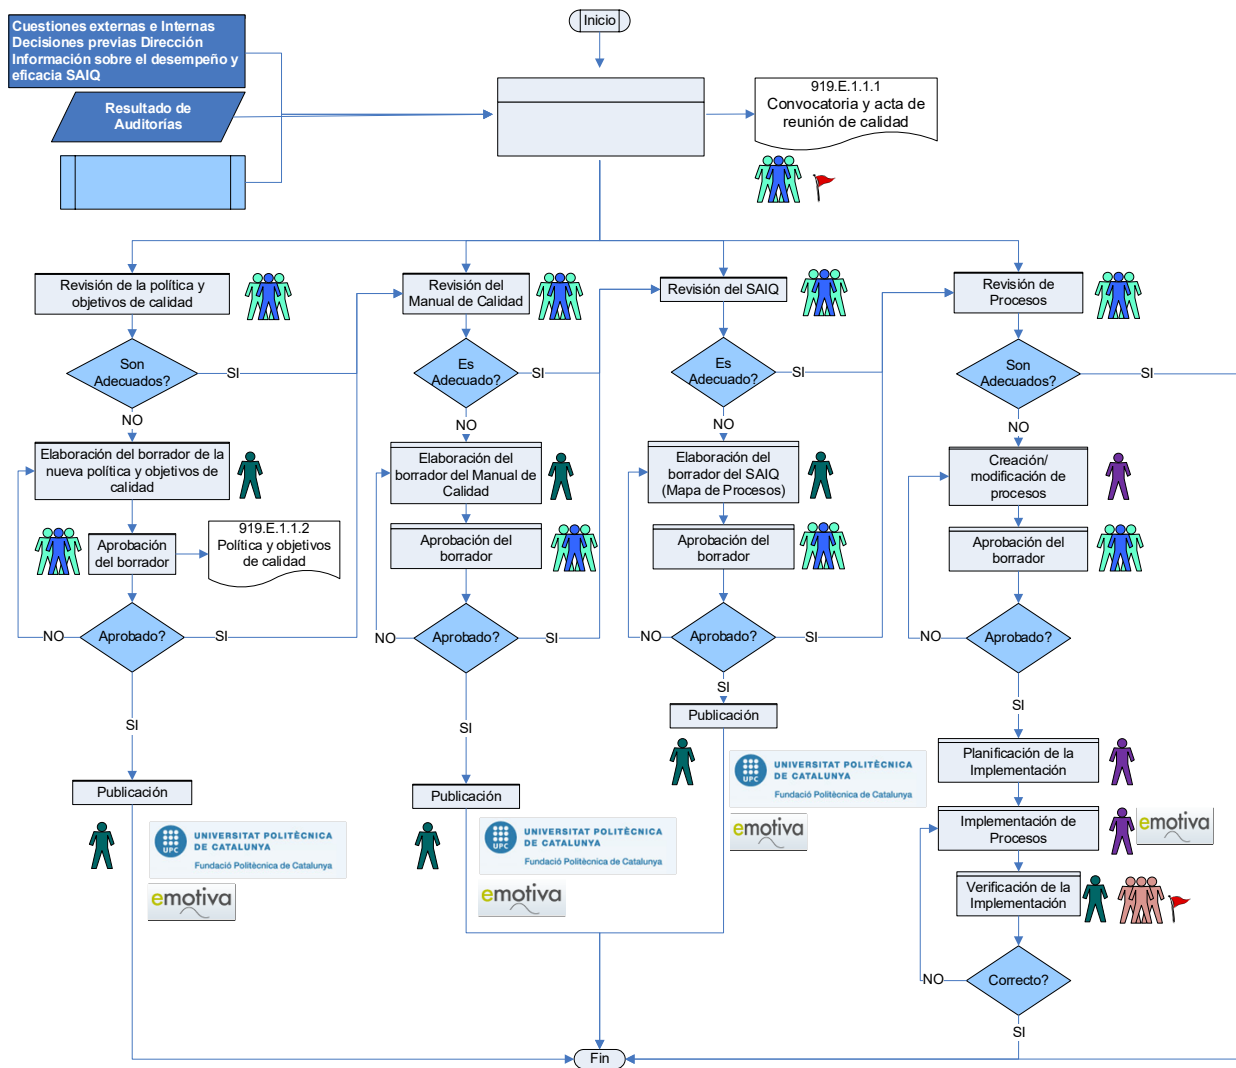 Inicio
Cuestiones externas e Internas
Decisiones previas Dirección
Información sobre el desempeño y
eficacia SAIQ
Resultado de
Auditorías
919.E.1.1.1
Convocatoria y acta de
reunión de calidad
Revisión de la política y
objetivos de calidad
Revisión del
Manual de Calidad
Revisión del SAIQ
Revisión de
Procesos
Son
Adecuados?
SI
Es
Adecuado?
SI
Es
Adecuado?
SI
Son
Adecuados?
SI
NO
NO
NO
NO
Elaboración del borrador de la
nueva política y objetivos de
calidad
Elaboración del
borrador del Manual de
Calidad
Elaboración del
borrador del SAIQ
(Mapa de Procesos)
Creación/
modificación de
procesos
Aprobación
del borrador
919.E.1.1.2
Política y objetivos
de calidad
Aprobación del
borrador
Aprobación del
borrador
Aprobación del
borrador
NO
Aprobado?
SI
NO
Aprobado?
SI
NO
Aprobado?
SI
NO
Aprobado?
SI
SI
SI
SI
Publicación
Publicación
Publicación
Planificación de la
Implementación
UPC
UNIVERSITAT POLITÈCNICA
DE CATALUNYA
Fundació Politècnica de Catalunya
emotiva
UPC
UNIVERSITAT POLITÈCNICA
DE CATALUNYA
Fundació Politècnica de Catalunya
emotiva
UPC
UNIVERSITAT POLITÈCNICA
DE CATALUNYA
Fundació Politècnica de Catalunya
emotiva
Implementación de
Procesos
emotiva
Verificación de la
Implementación
NO
Correcto?
SI
Fin